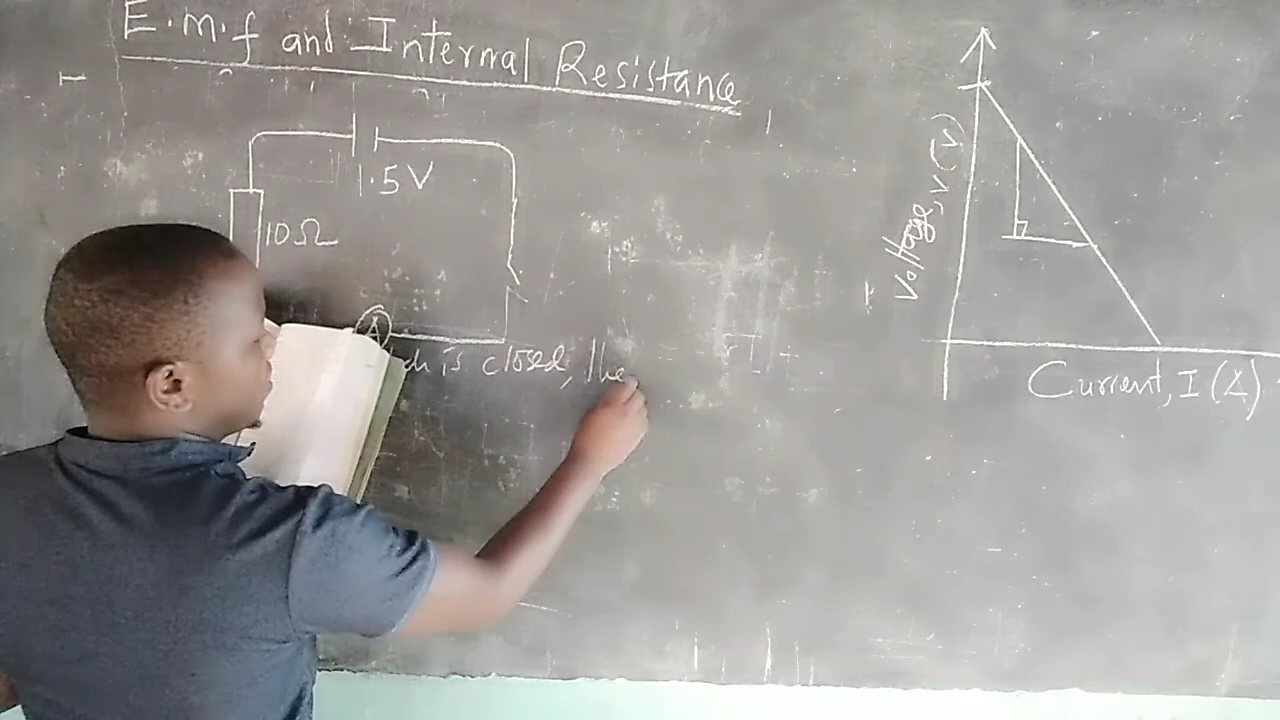 E.m.f and Internal Resistance
1.5V
10Ω
A
is closed, the
Voltage, V (V)
Current, I (A)